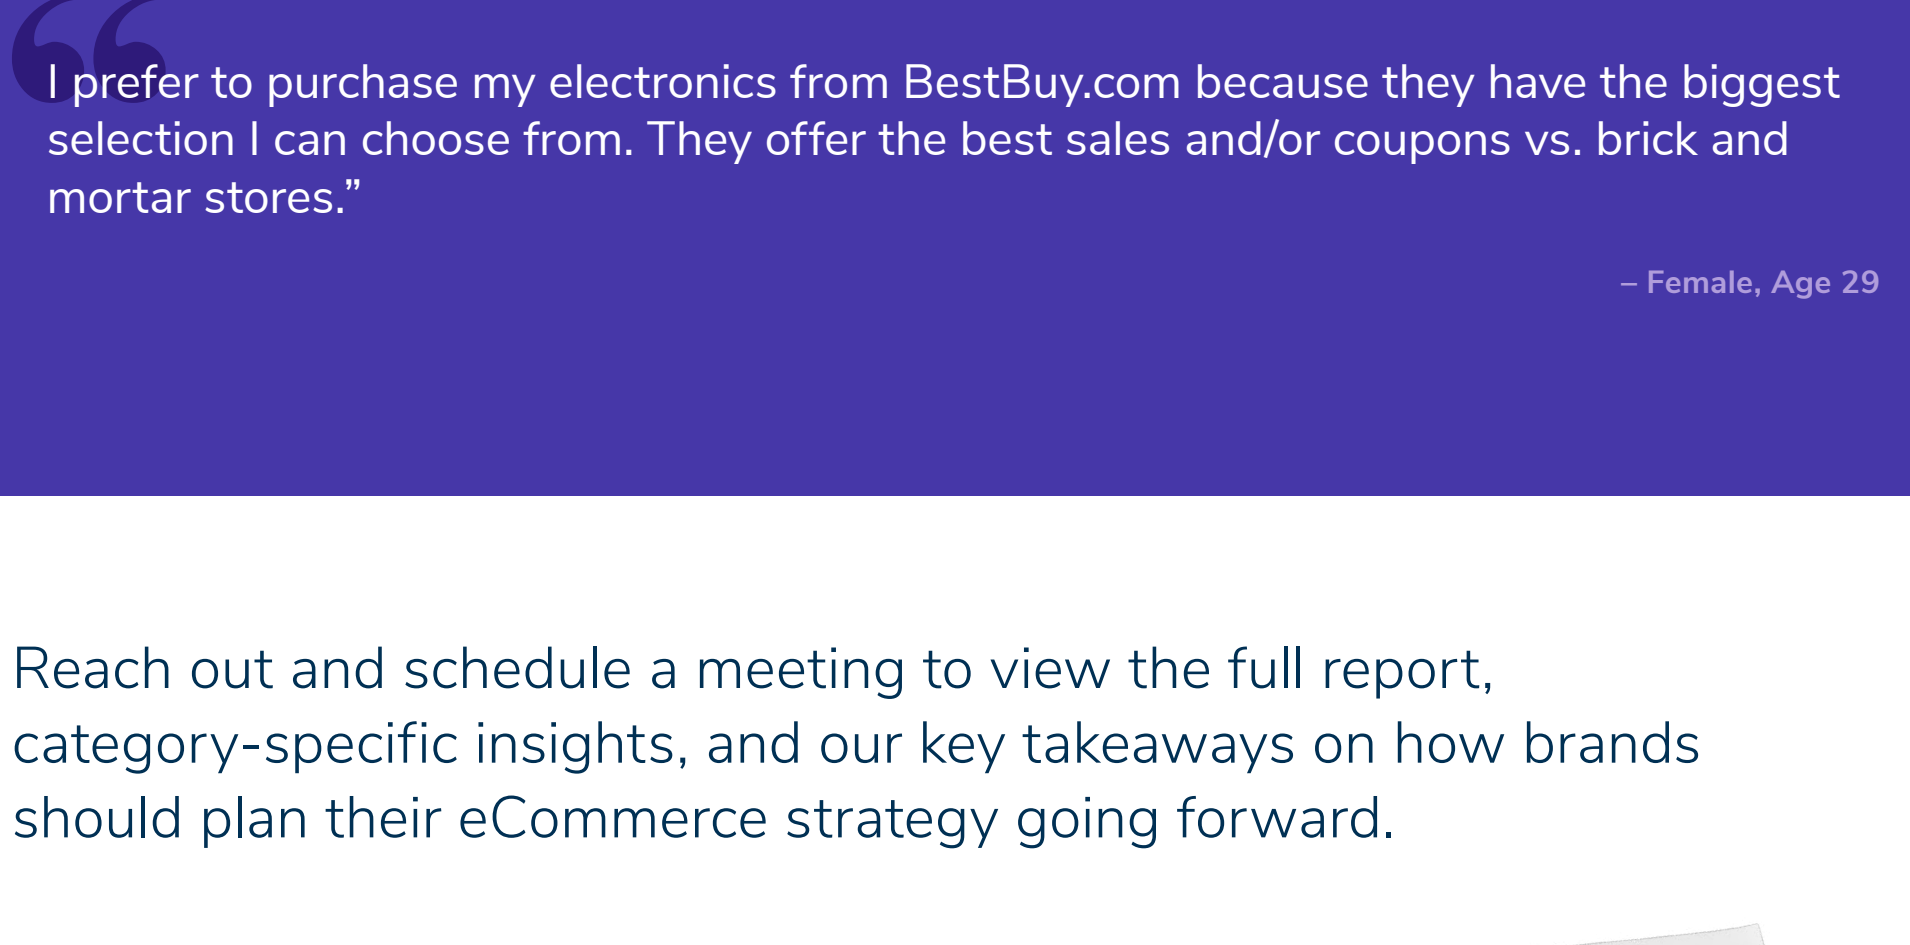 “
I prefer to purchase my electronics from BestBuy.com because they have the biggest
selection I can choose from. They offer the best sales and/or coupons vs. brick and
mortar stores.”
– Female, Age 29
Reach out and schedule a meeting to view the full report,
category-specific insights, and our key takeaways on how brands
should plan their eCommerce strategy going forward.